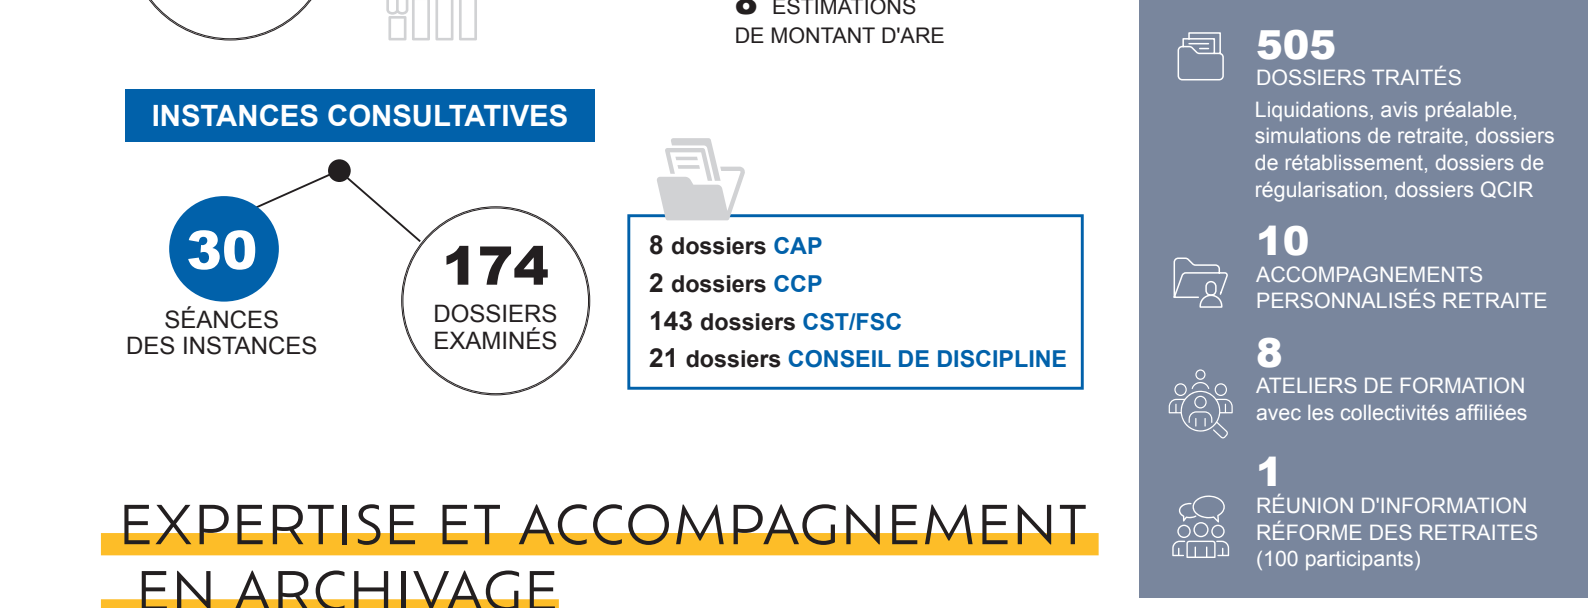 8 ESTIMATIONS
DE MONTANT D'ARE
INSTANCES CONSULTATIVES
30
SÉANCES
DES INSTANCES
174
DOSSIERS
EXAMINÉS
8 dossiers CAP
2 dossiers CCP
143 dossiers CST/FSC
21 dossiers CONSEIL DE DISCIPLINE
EXPERTISE ET ACCOMPAGNEMENT
EN ARCHIVAGE
505
DOSSIERS TRAITÉS
Liquidations, avis préalable,
simulations de retraite, dossiers
de rétablissement, dossiers de
régularisation, dossiers QCIR
10
ACCOMPAGNEMENTS
PERSONNALISÉS RETRAITE
8
ATELIERS DE FORMATION
avec les collectivités affiliées
1
RÉUNION D'INFORMATION
RÉFORME DES RETRAITES
(100 participants)